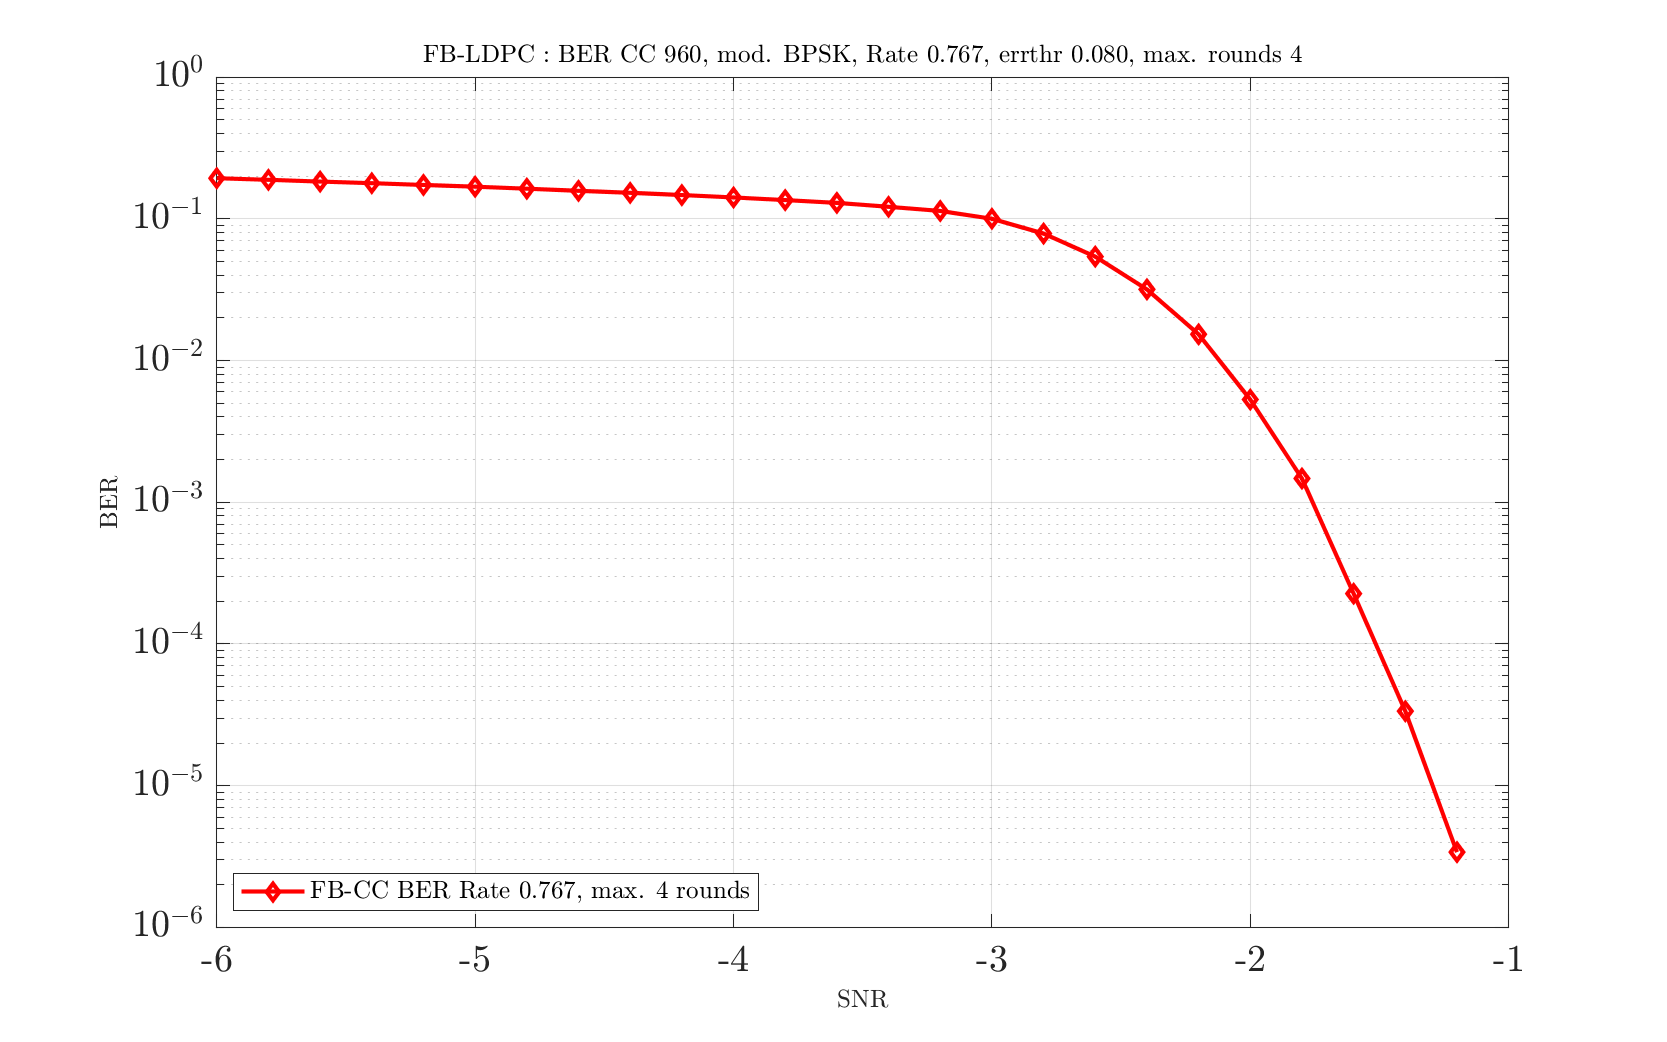 FB-LDPC : BER CC 960, mod. BPSK, Rate 0.767, errthr 0.080, max. rounds 4
10^0
10^-1
10^-2
10^-3
10^-4
10^-5
10^-6
BER
FB-CC BER Rate 0.767, max. 4 rounds
-6 -5 -4 -3 -2 -1
SNR